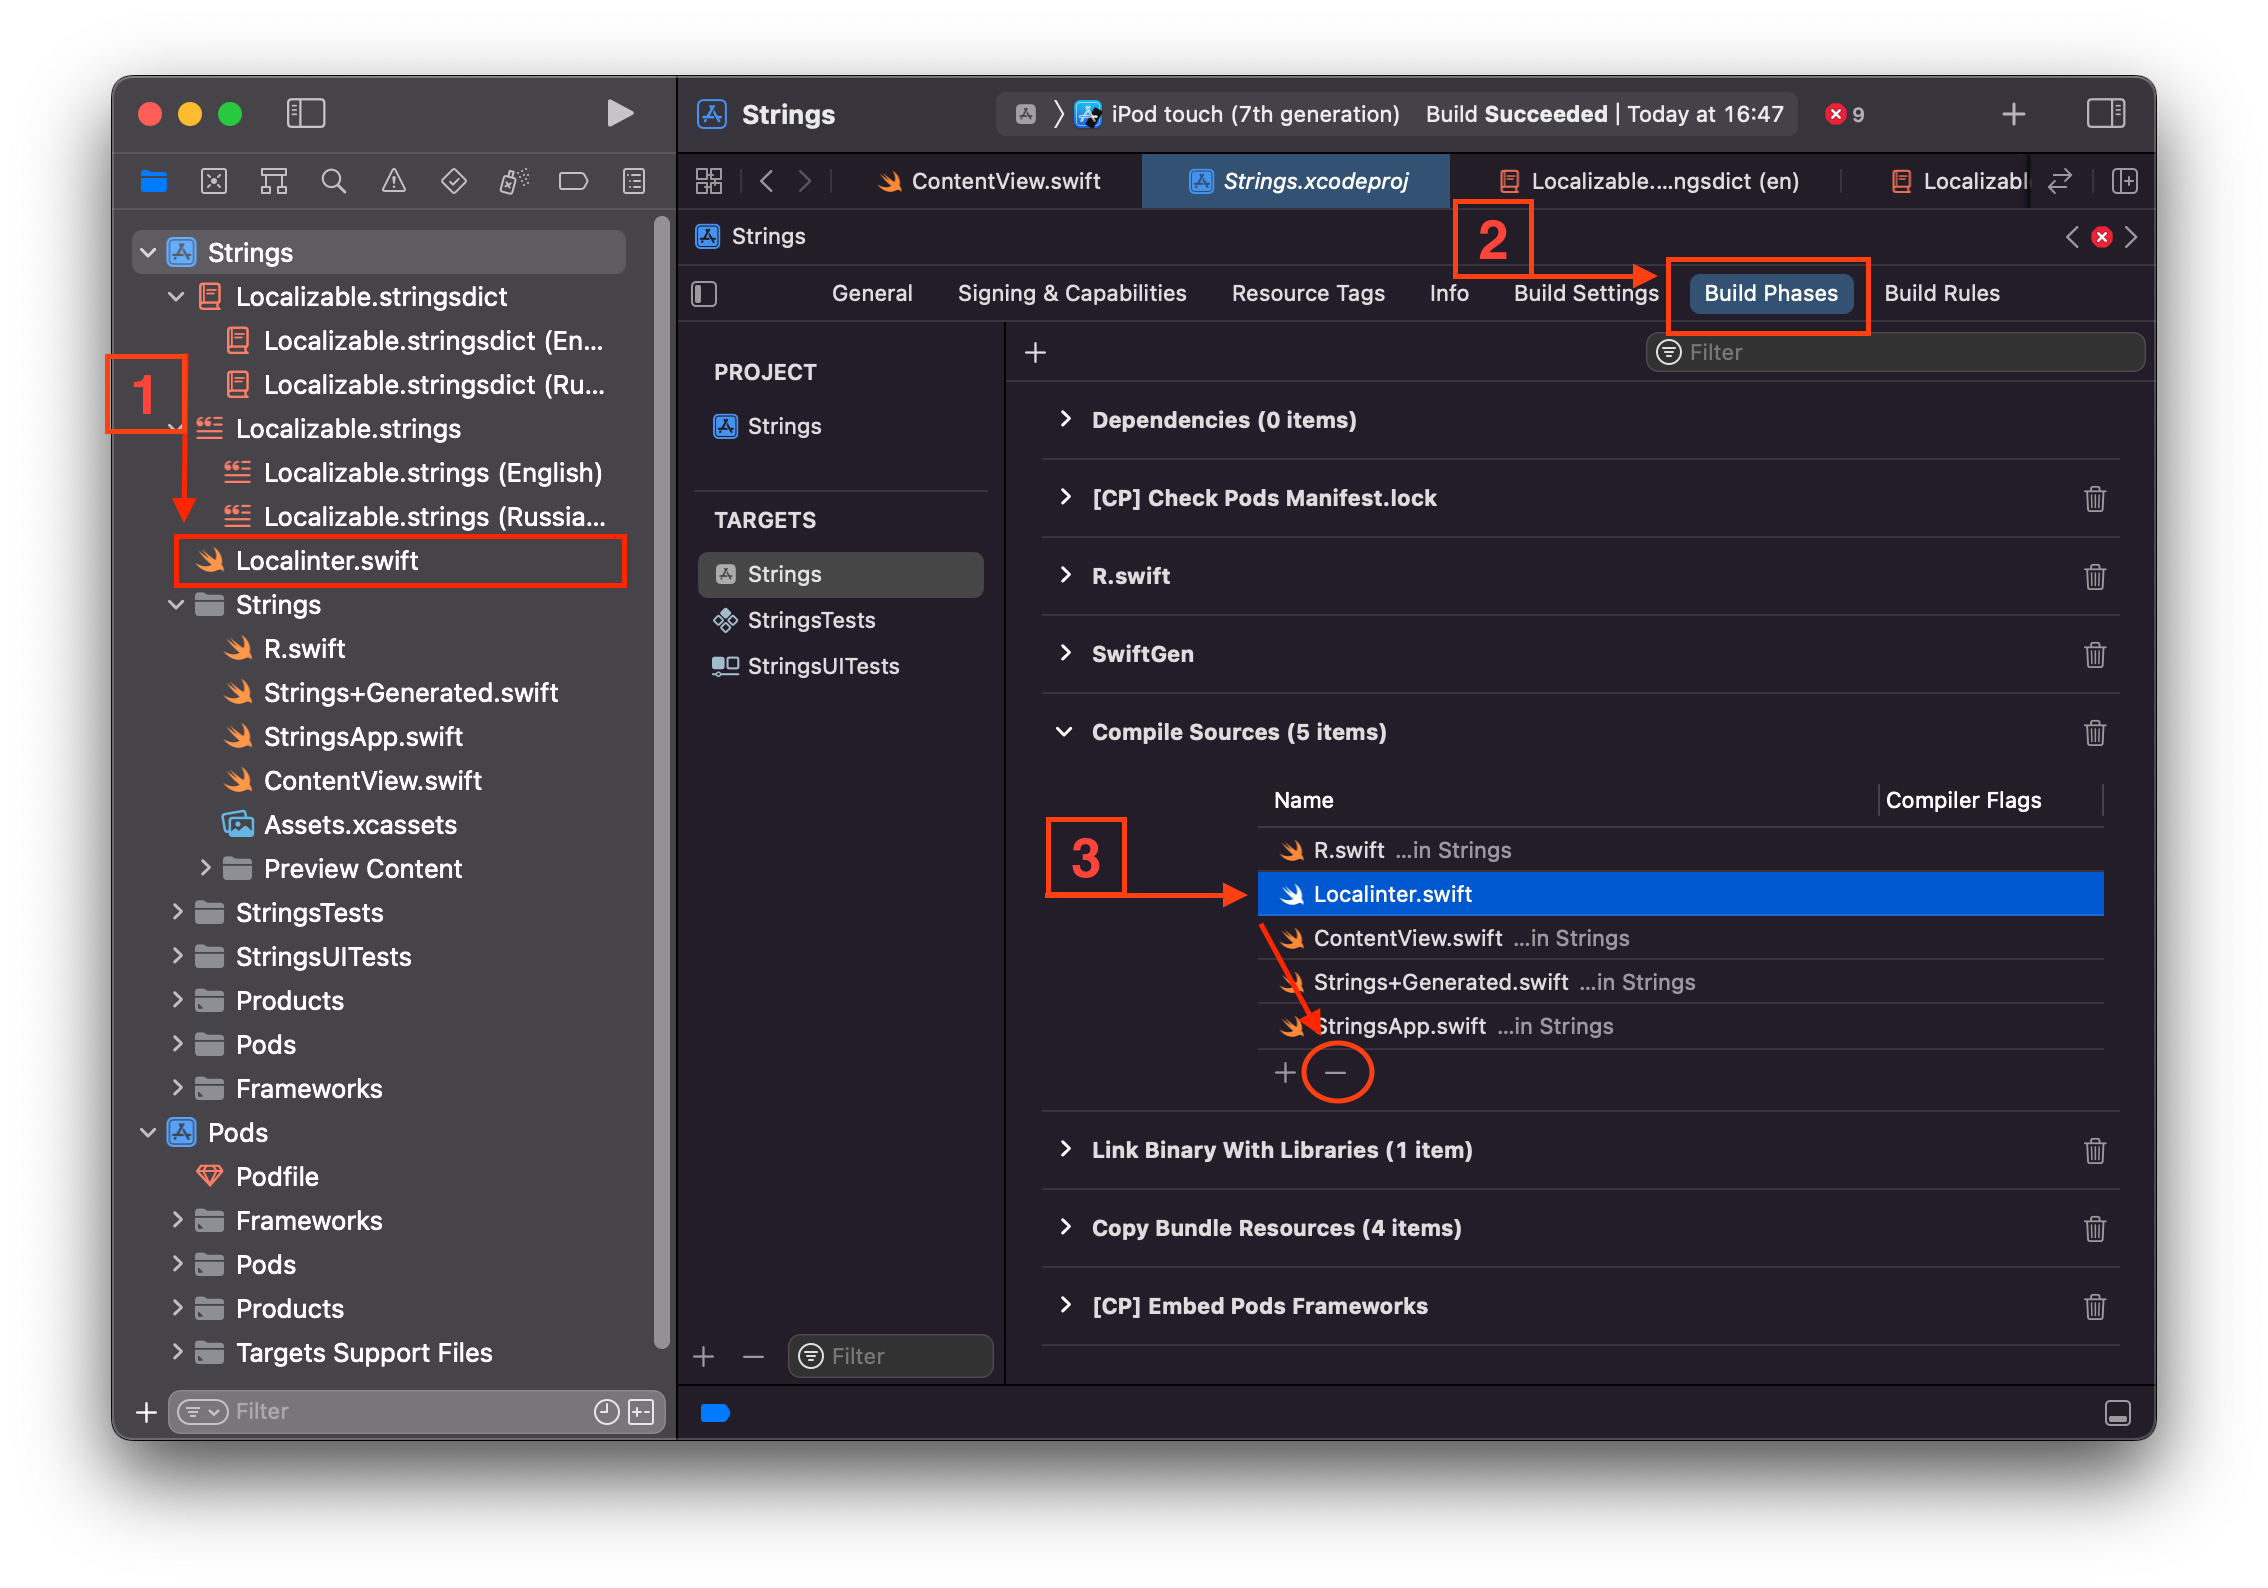 Strings
iPod touch (7th generation)
Build Succeeded | Today at 16:47
9
ContentView.swift
Strings.xcodeproj
Localizable....ngsdict (en)
Localizabl
Strings
2
General
Signing & Capabilities
Resource Tags
Info
Build Settings
Build Phases
Build Rules
Strings
Localizable.stringsdict
Localizable.stringsdict (En...
Localizable.stringsdict (Ru...
1
Localizable.strings
Localizable.strings (English)
Localizable.strings (Russia...
Localinter.swift
Strings
R.swift
Strings+Generated.swift
StringsApp.swift
ContentView.swift
Assets.xcassets
Preview Content
StringsTests
StringsUITests
Products
Pods
Frameworks
Pods
Podfile
Frameworks
Pods
Products
Targets Support Files
Filter
PROJECT
Strings
TARGETS
Strings
StringsTests
StringsUITests
Filter
Filter
Dependencies (0 items)
[CP] Check Pods Manifest.lock
R.swift
SwiftGen
Compile Sources (5 items)
Name
Compiler Flags
3
R.swift ...in Strings
Localinter.swift
ContentView.swift ...in Strings
Strings+Generated.swift ...in Strings
StringsApp.swift ...in Strings
Link Binary With Libraries (1 item)
Copy Bundle Resources (4 items)
[CP] Embed Pods Frameworks